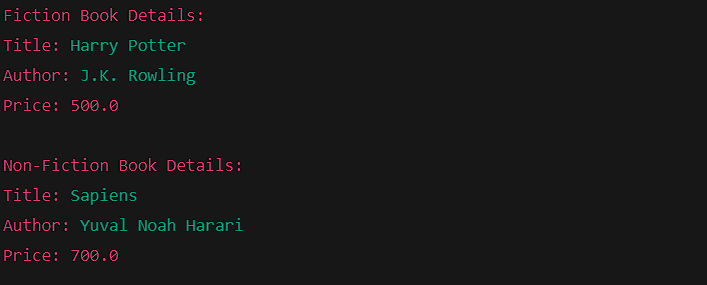 Fiction Book Details:
Title: Harry Potter
Author: J.K. Rowling
Price: 500.0
Non-Fiction Book Details:
Title: Sapiens
Author: Yuval Noah Harari
Price: 700.0